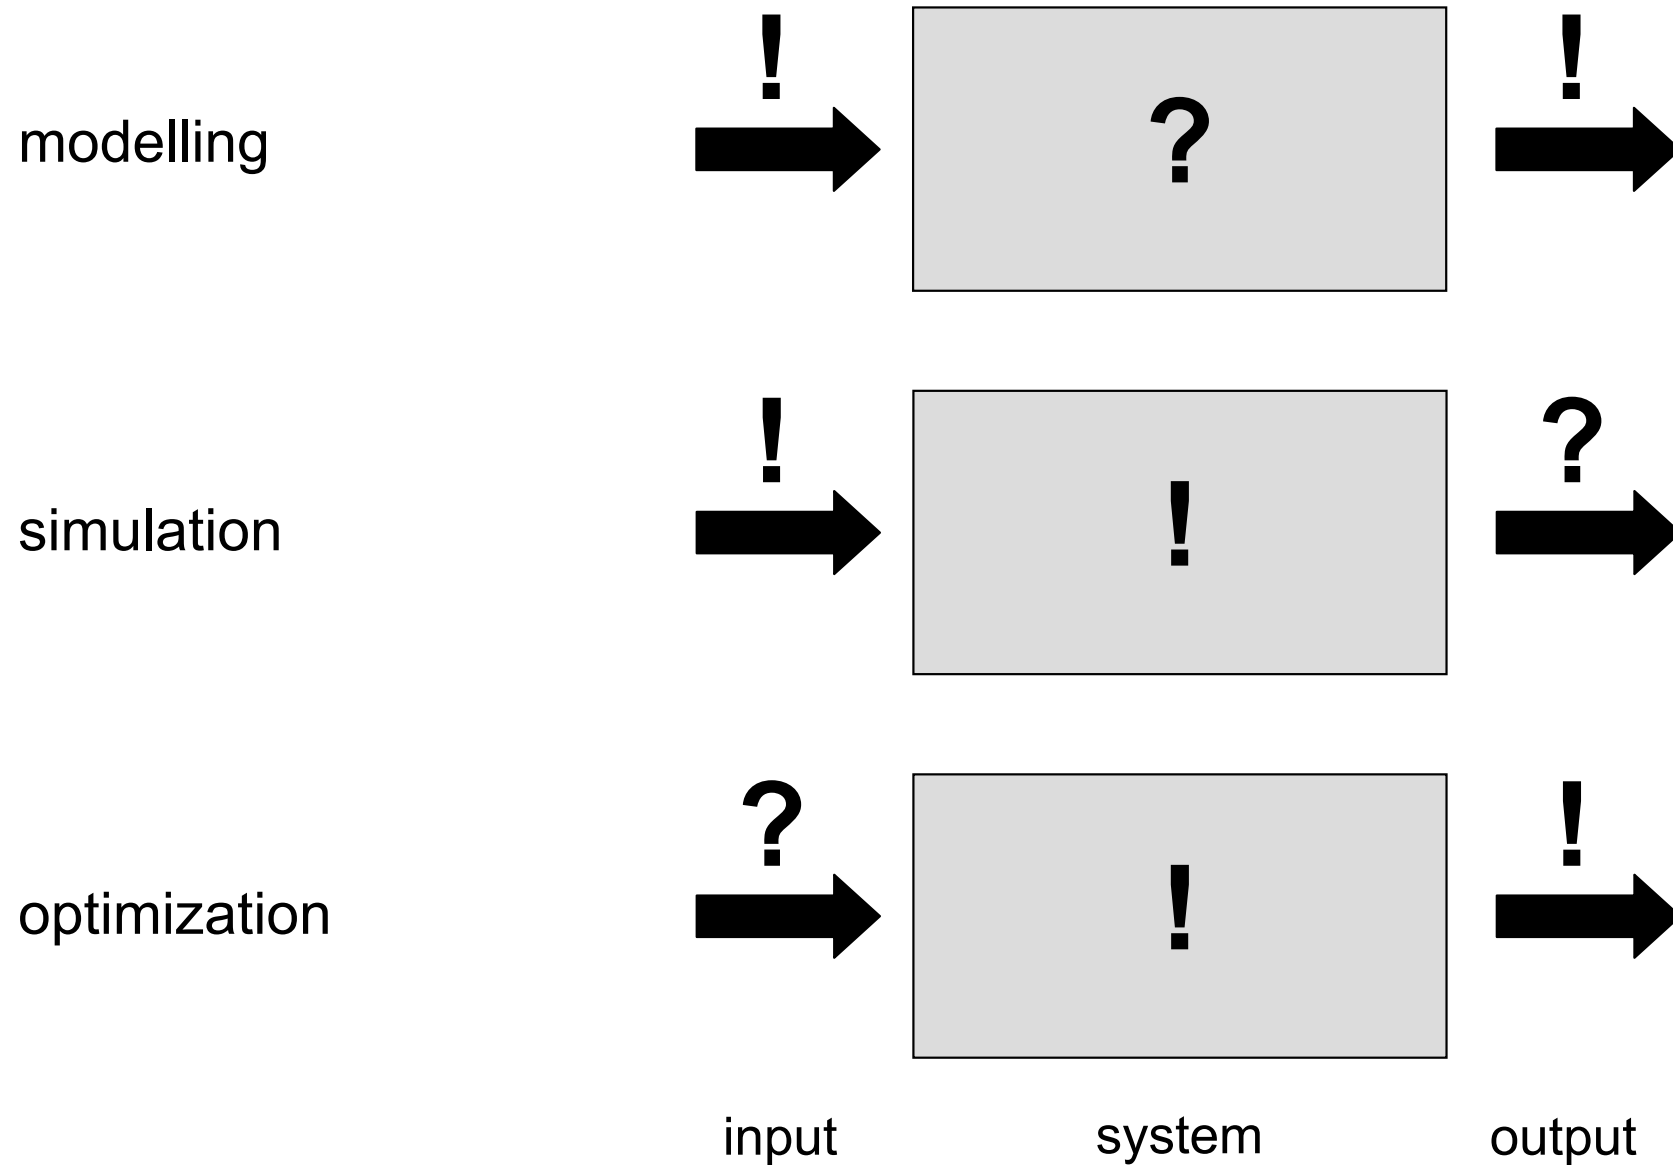 ! !
modelling ?
! ?
simulation !
? !
optimization !
input system output